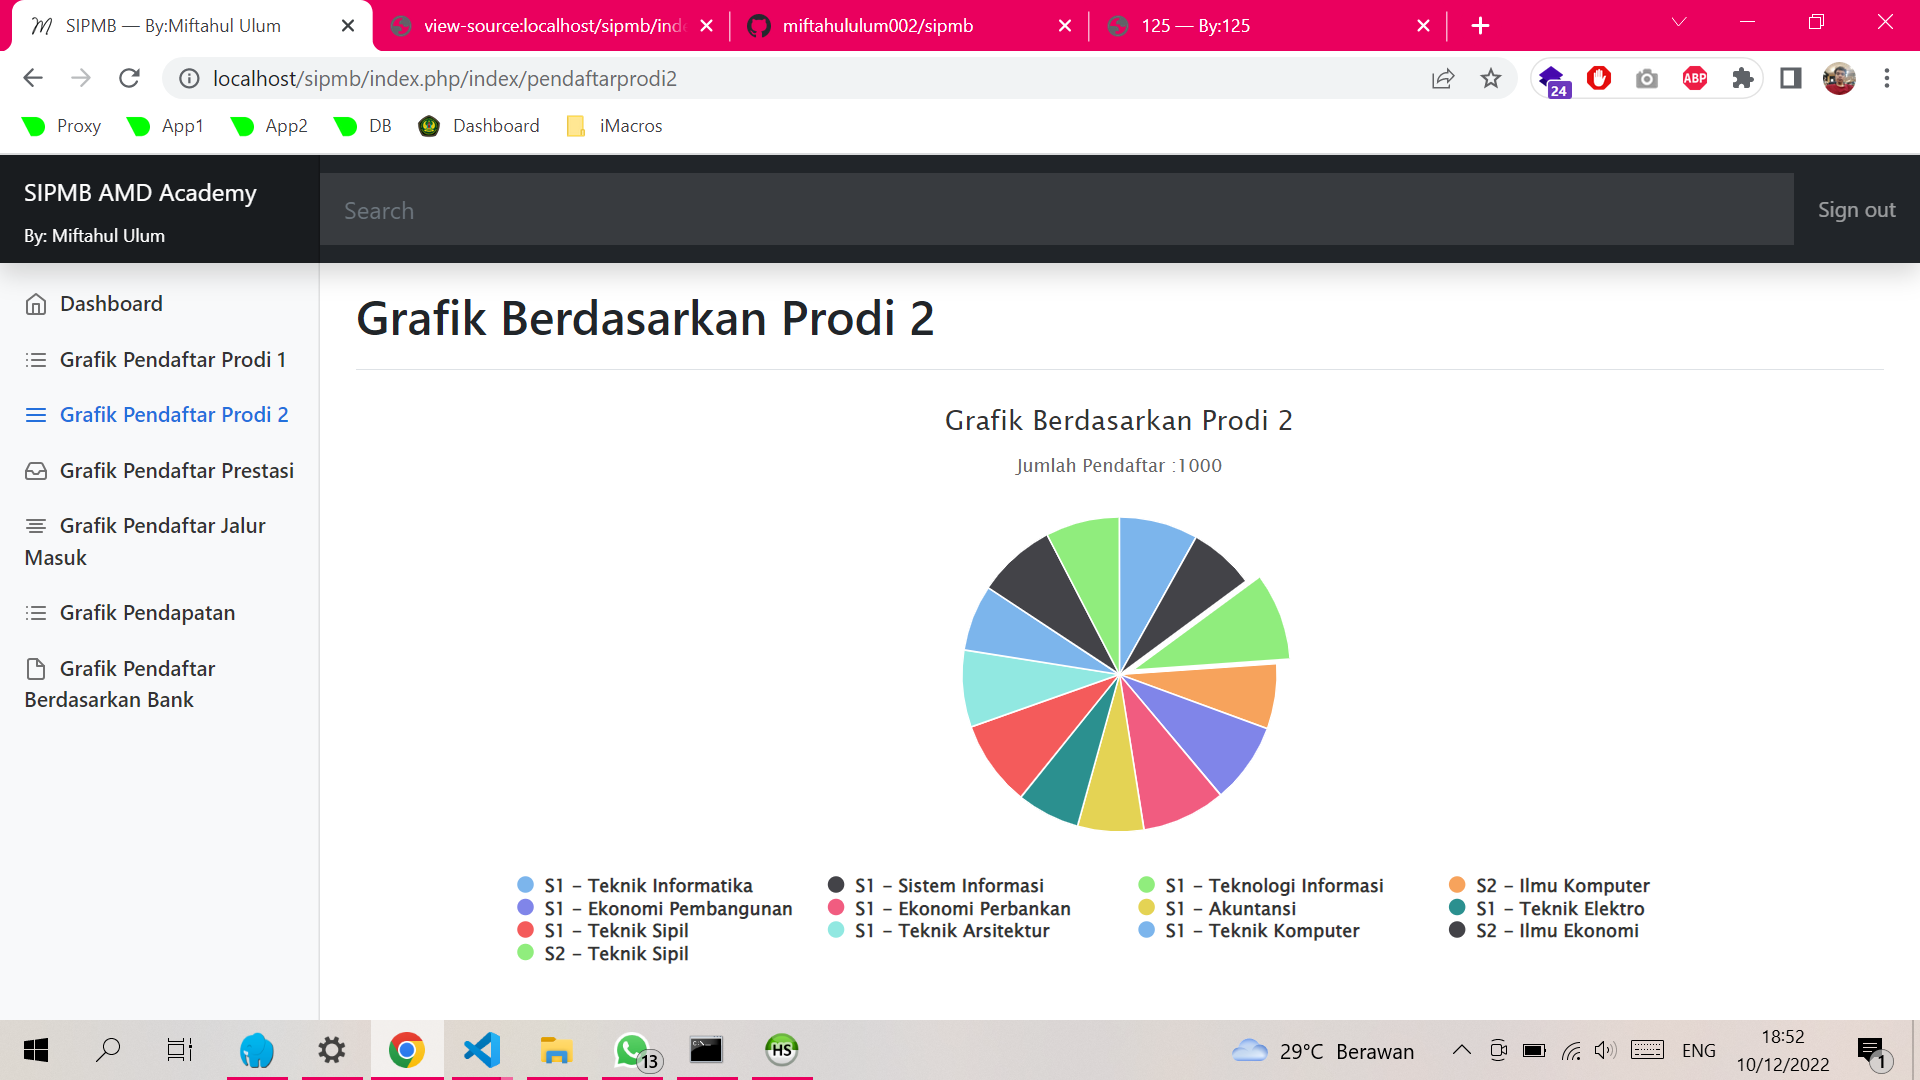 SIPMB — By:Miftahul Ulum
view-source:localhost/sipmb/ind
miftahululum002/sipmb
125 — By:125
localhost/sipmb/index.php/index/pendaftarprodi2
24
ABP
Proxy
App1
App2
DB
Dashboard
iMacros
SIPMB AMD Academy
By: Miftahul Ulum
Search
Sign out
Dashboard
Grafik Pendaftar Prodi 1
Grafik Pendaftar Prodi 2
Grafik Pendaftar Prestasi
Grafik Pendaftar Jalur
Masuk
Grafik Pendapatan
Grafik Pendaftar
Berdasarkan Bank
Grafik Berdasarkan Prodi 2
Grafik Berdasarkan Prodi 2
Jumlah Pendaftar :1000
S1 - Teknik Informatika
S1 - Sistem Informasi
S1 - Teknologi Informasi
S2 - Ilmu Komputer
S1 - Ekonomi Pembangunan
S1 - Ekonomi Perbankan
S1 - Akuntansi
S1 - Teknik Elektro
S1 - Teknik Sipil
S1 - Teknik Arsitektur
S1 - Teknik Komputer
S2 - Ilmu Ekonomi
S2 - Teknik Sipil
13
HS
29°C Berawan
ENG
18:52
10/12/2022
1